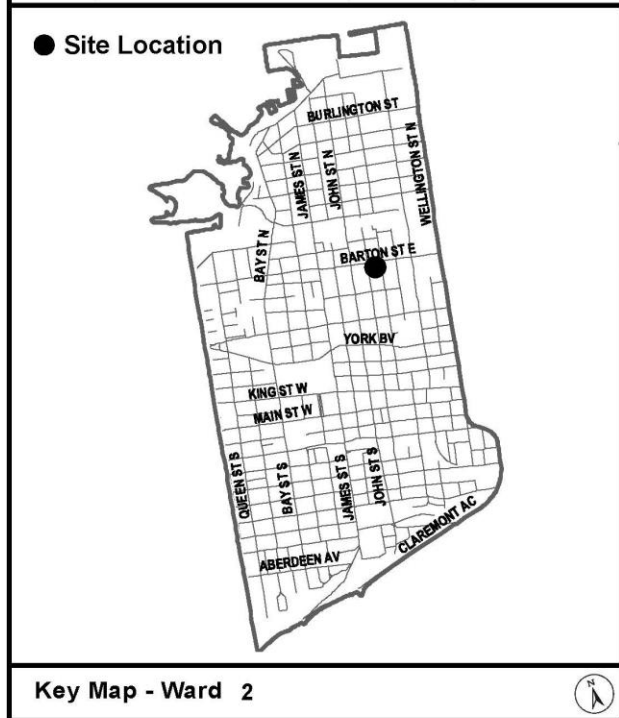 Site Location
BURLINGTON ST
JAMES ST N
JOHN ST N
WELLINGTON ST N
BAY ST N
BARTON ST E
YORK BV
KING ST W
MAIN ST W
QUEEN ST S
BAY ST S
JAMES ST S
JOHN ST S
CLAREMONT AC
ABERDEEN AV
Key Map - Ward 2
N